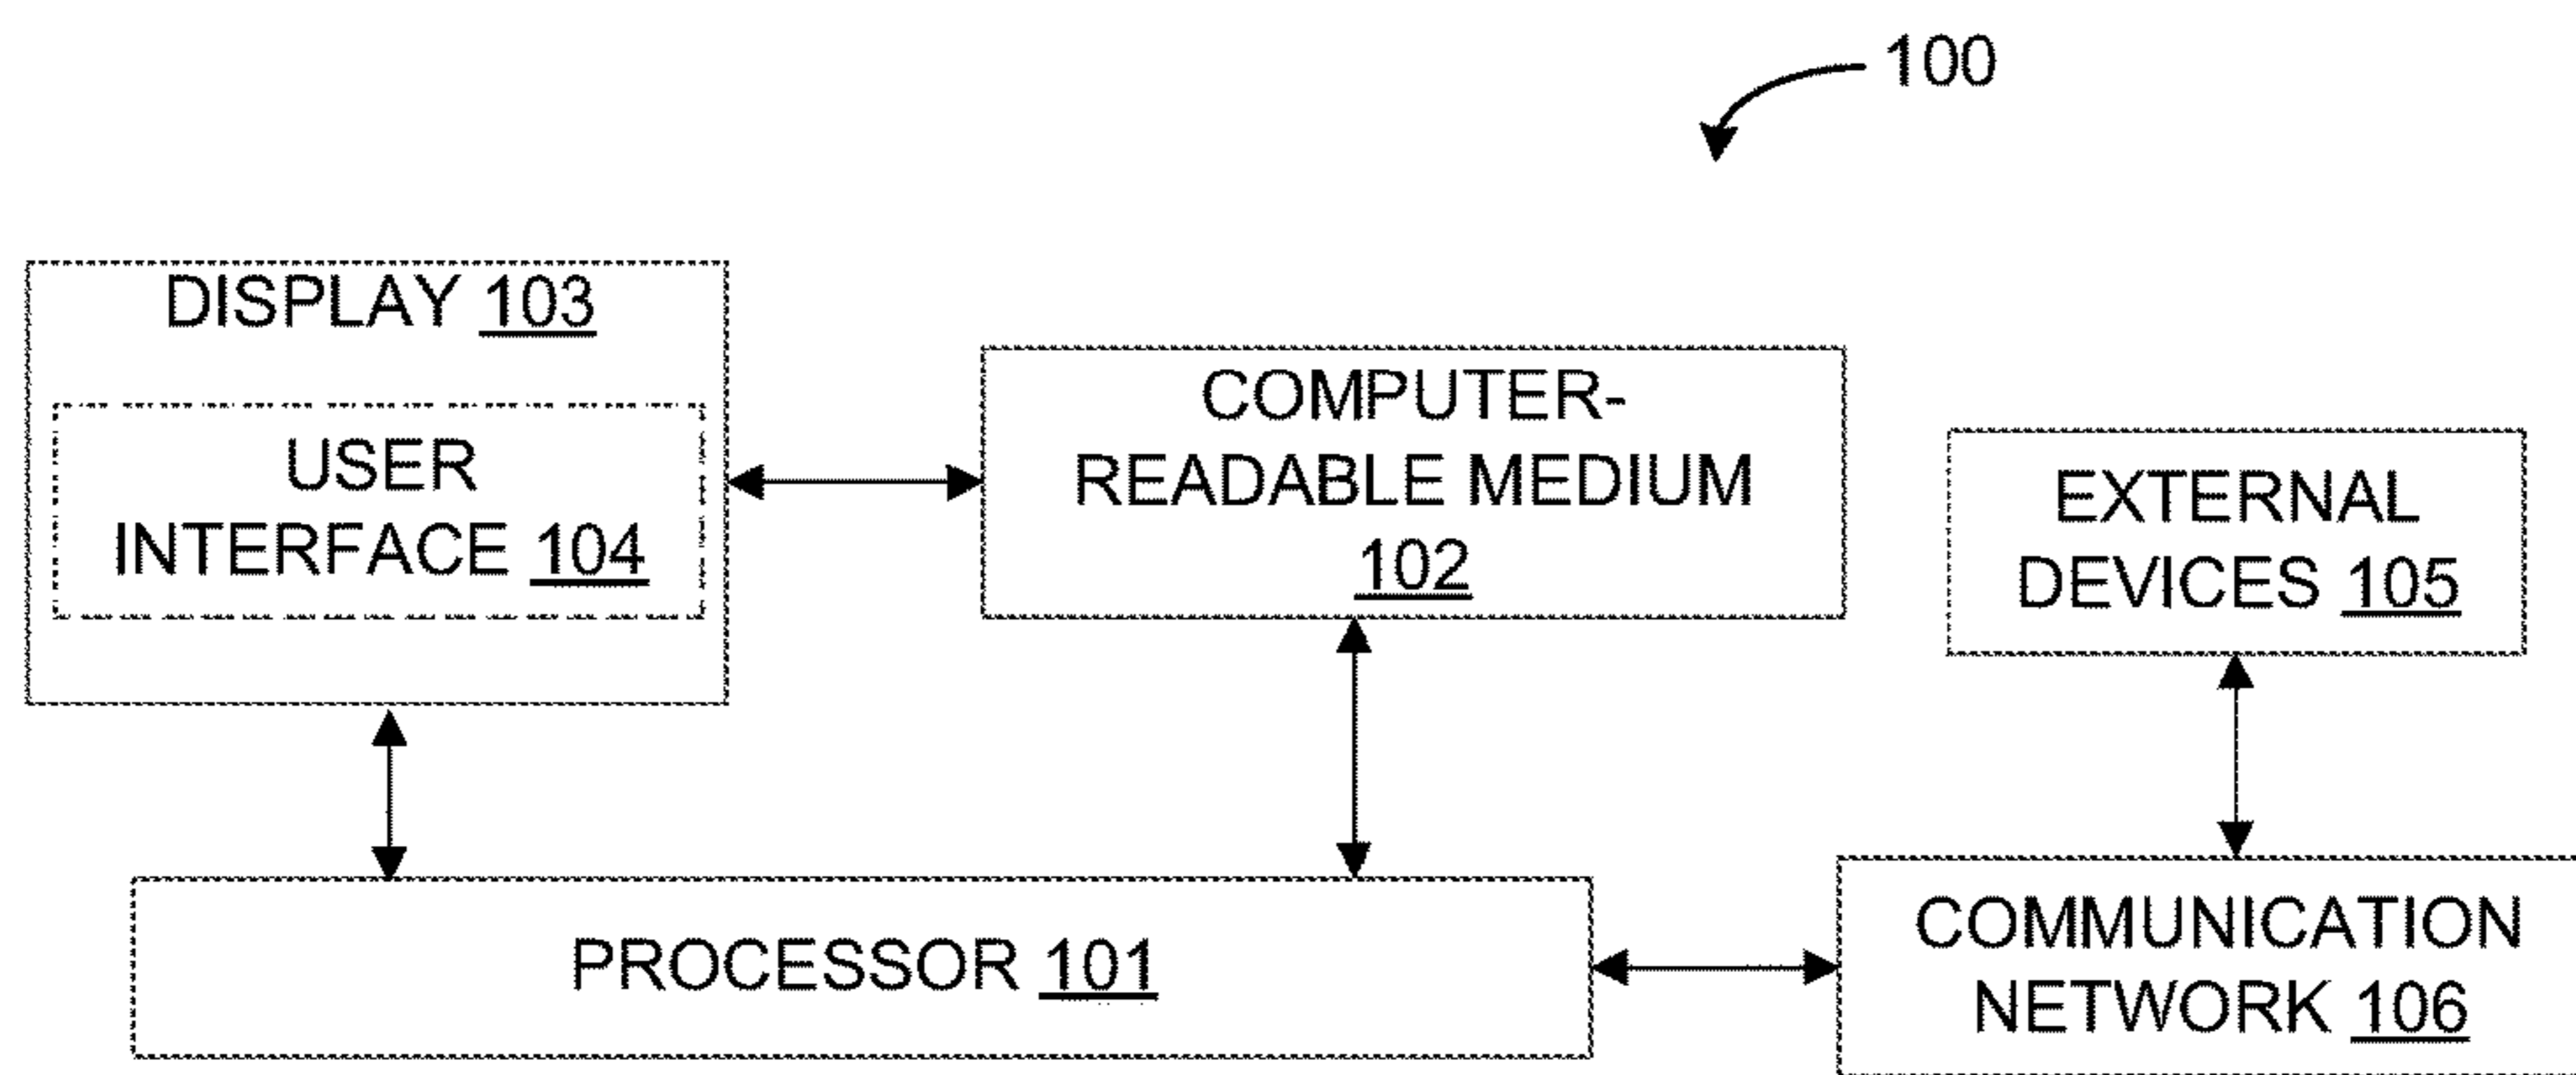 100
DISPLAY 103
USER
INTERFACE 104
COMPUTER-
READABLE MEDIUM
102
EXTERNAL
DEVICES 105
PROCESSOR 101
COMMUNICATION
NETWORK 106